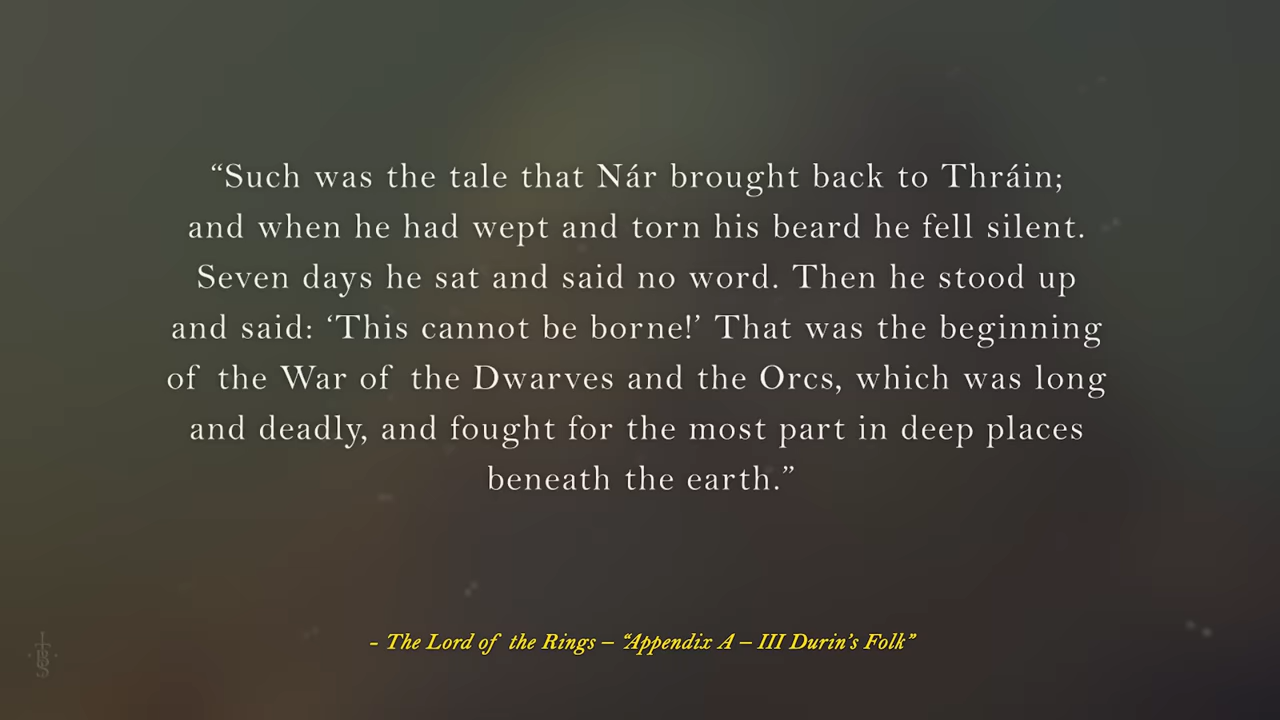 “Such was the tale that Nár brought back to Thráin;
and when he had wept and torn his beard he fell silent.
Seven days he sat and said no word. Then he stood up
and said: ‘This cannot be borne!’ That was the beginning
of the War of the Dwarves and the Orcs, which was long
and deadly, and fought for the most part in deep places
beneath the earth.”
- The Lord of the Rings – “Appendix A – III Durin’s Folk”